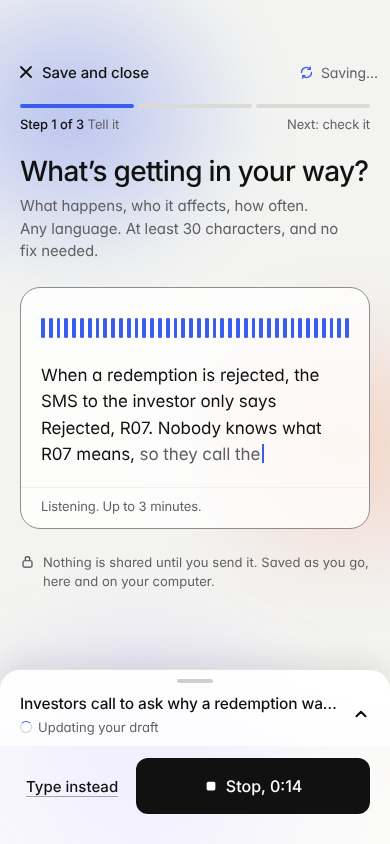 Save and close
Saving...
Step 1 of 3 Tell it
Next: check it
What's getting in your way?
What happens, who it affects, how often.
Any language. At least 30 characters, and no
fix needed.
When a redemption is rejected, the
SMS to the investor only says
Rejected, R07. Nobody knows what
R07 means, so they call the
Listening. Up to 3 minutes.
Nothing is shared until you send it. Saved as you go,
here and on your computer.
Investors call to ask why a redemption wa...
Updating your draft
Type instead
Stop, 0:14